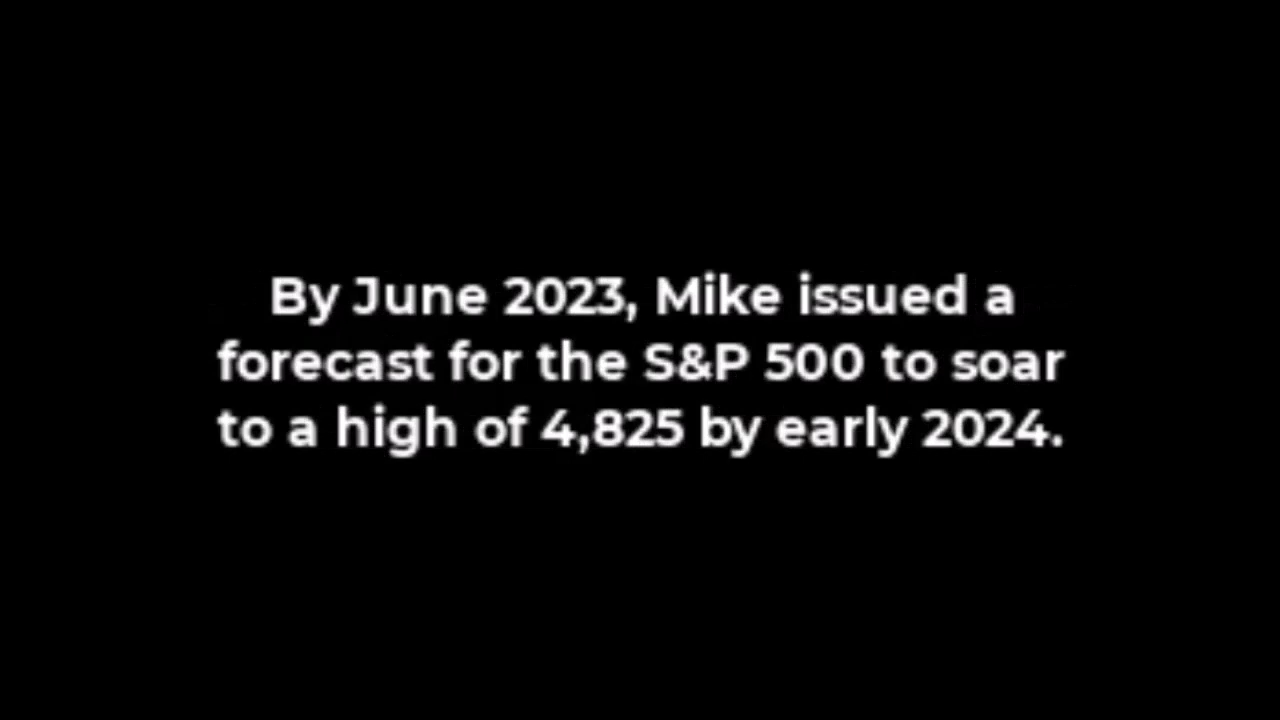 By June 2023, Mike issued a
forecast for the S&P 500 to soar
to a high of 4,825 by early 2024.